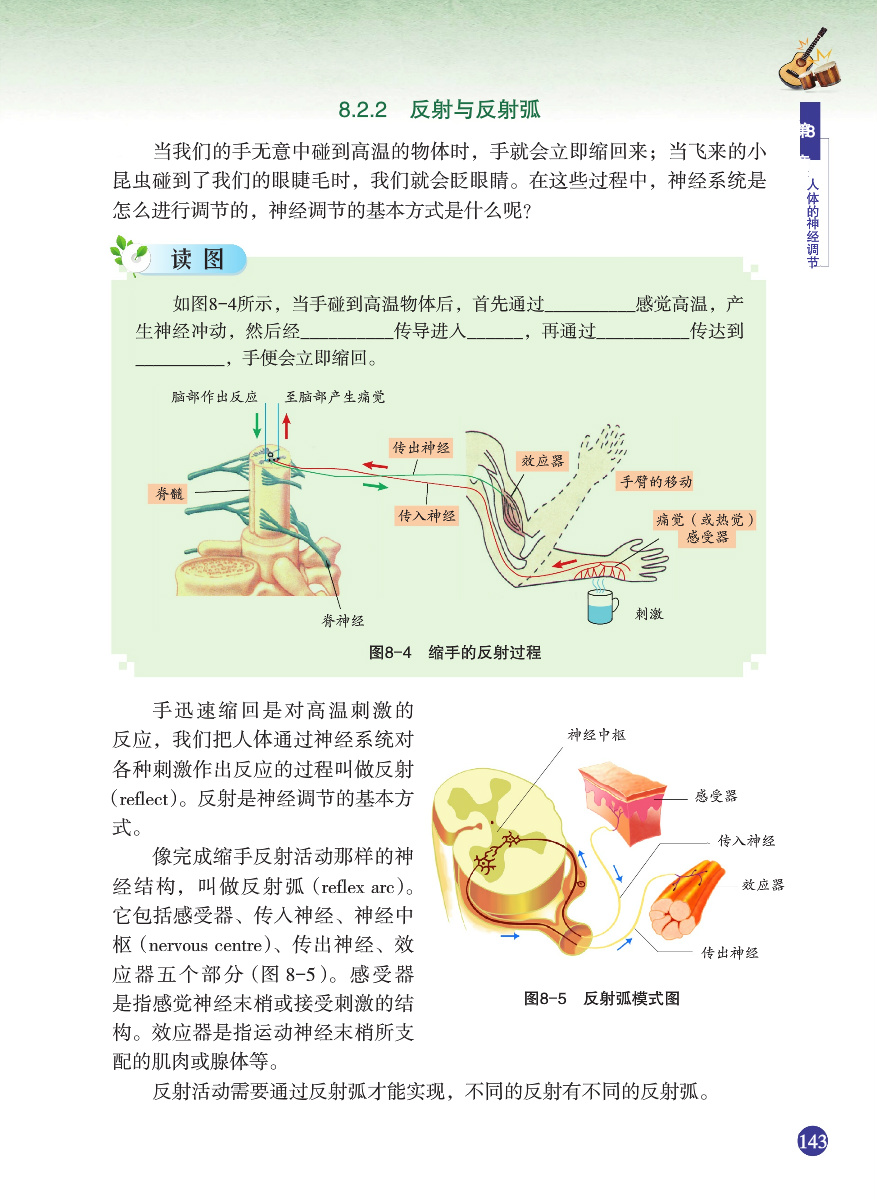 8.2.2 反射与反射弧
当我们的手无意中碰到高温的物体时，手就会立即缩回来；当飞来的小
昆虫碰到了我们的眼睫毛时，我们就会眨眼睛。在这些过程中，神经系统是
怎么进行调节的，神经调节的基本方式是什么呢？
第8章
人体的神经调节
读图
如图8-4所示，当手碰到高温物体后，首先通过__________感觉高温，产
生神经冲动，然后经__________传导进入______，再通过__________传达到
__________，手便会立即缩回。
脑部作出反应 至脑部产生痛觉
传出神经
效应器
手臂的移动
脊髓
传入神经
痛觉（或热觉）
感受器
刺激
脊神经
图8-4 缩手的反射过程
手迅速缩回是对高温刺激的
反应，我们把人体通过神经系统对
各种刺激作出反应的过程叫做反射
（reflect）。反射是神经调节的基本方
式。
像完成缩手反射活动那样的神
经结构，叫做反射弧（reflex arc）。
它包括感受器、传入神经、神经中
枢（nervous centre）、传出神经、效
应器五个部分（图 8-5）。感受器
是指感觉神经末梢或接受刺激的结
构。效应器是指运动神经末梢所支
配的肌肉或腺体等。
神经中枢
感受器
传入神经
效应器
传出神经
图8-5 反射弧模式图
反射活动需要通过反射弧才能实现，不同的反射有不同的反射弧。
143